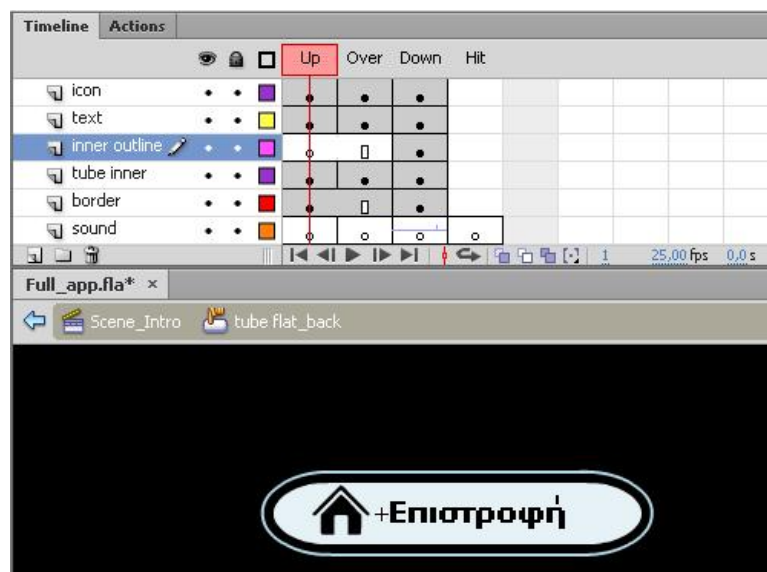 Timeline Actions
Up Over Down Hit
icon
text
inner outline
tube inner
border
sound
1 25,00 fps 0,0 s
Full_app.fla* ×
Scene_Intro tube flat_back
+Επιστροφή